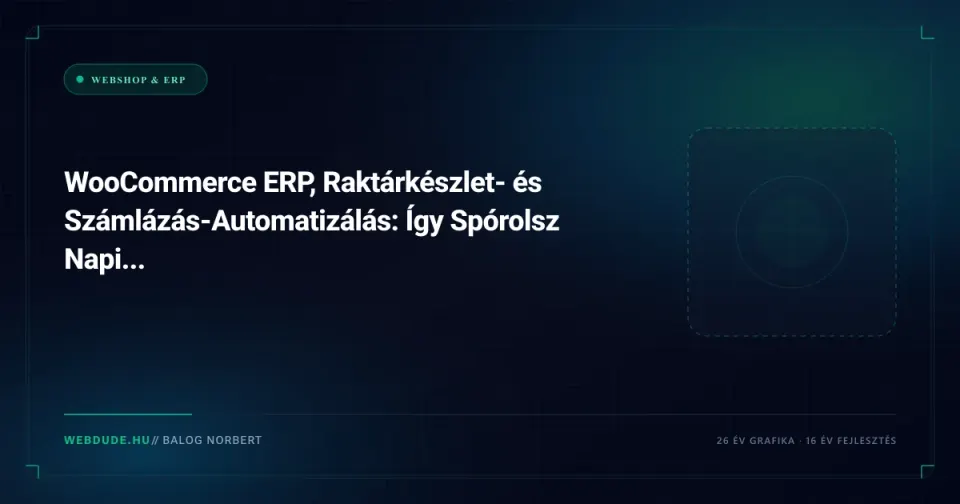 WEBSHOP & ERP
WooCommerce ERP, Raktárkészlet- és
Számlázás-Automatizálás: Így Spórolsz
Napi...
WEBDUDE.HU// BALOG NORBERT
26 ÉV GRAFIKA · 16 ÉV FEJLESZTÉS